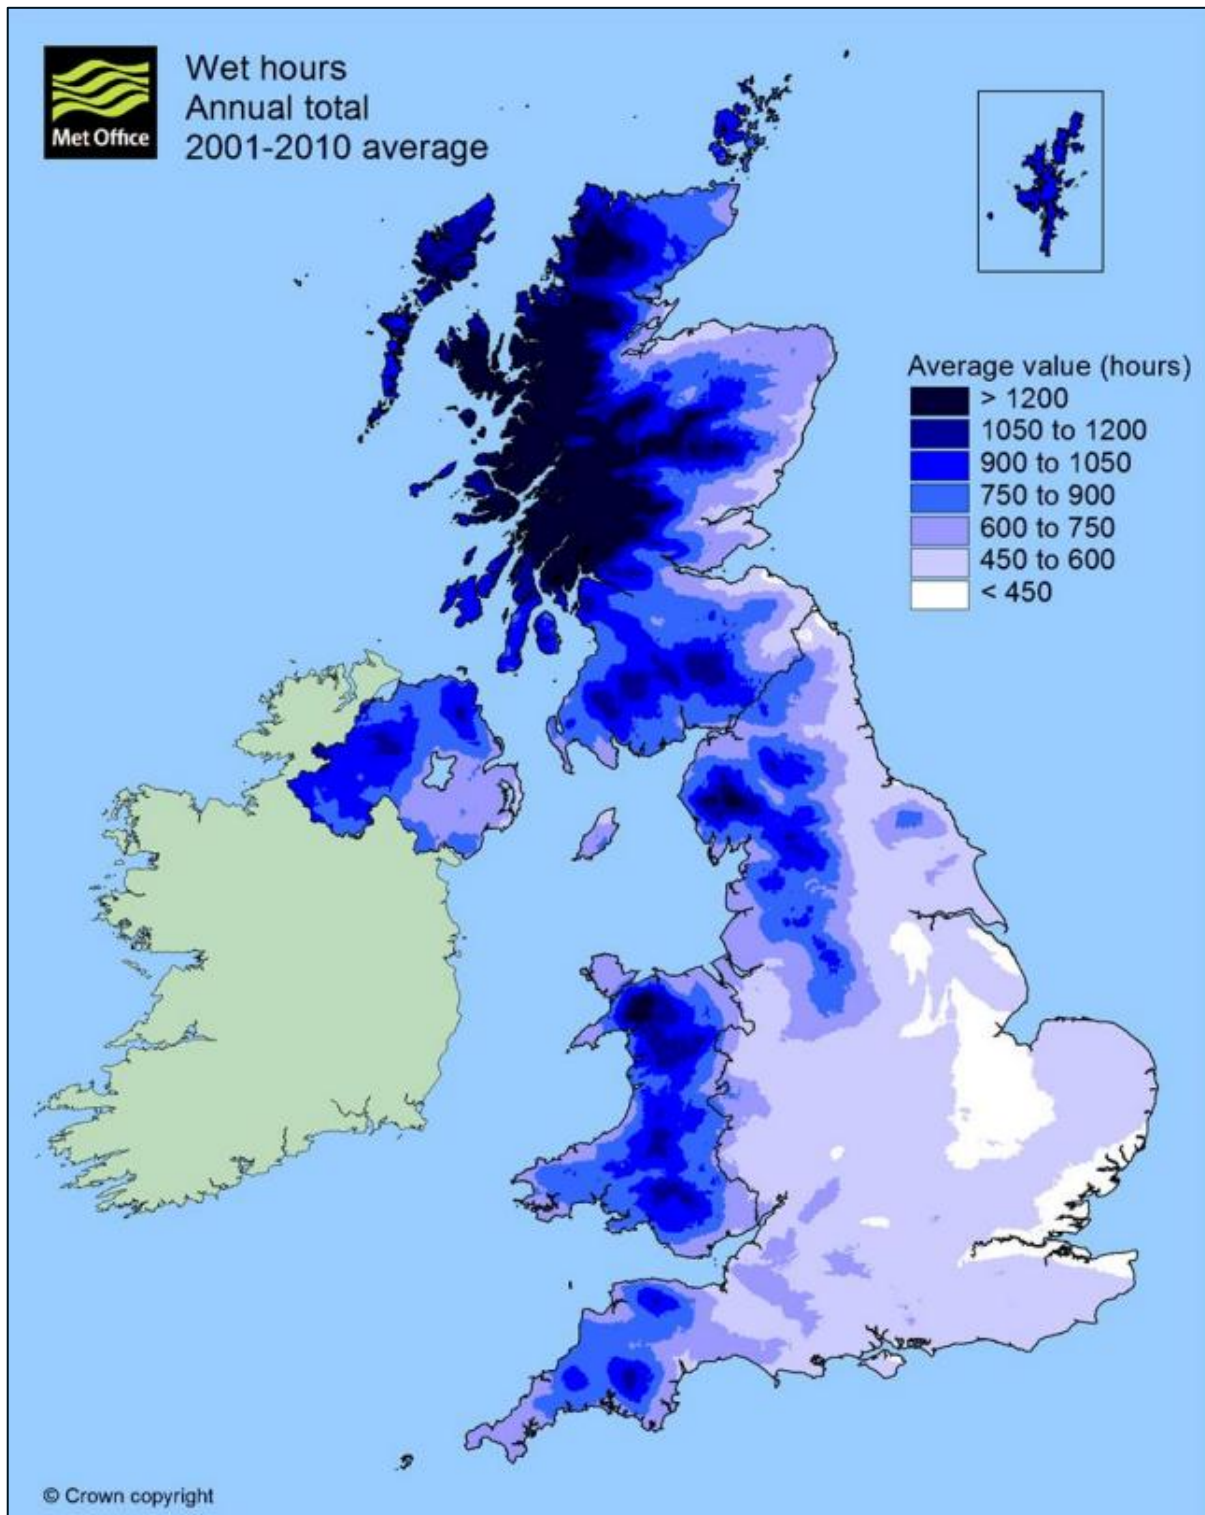 Met Office
Wet hours
Annual total
2001-2010 average
Average value (hours)
> 1200
1050 to 1200
900 to 1050
750 to 900
600 to 750
450 to 600
< 450
© Crown copyright